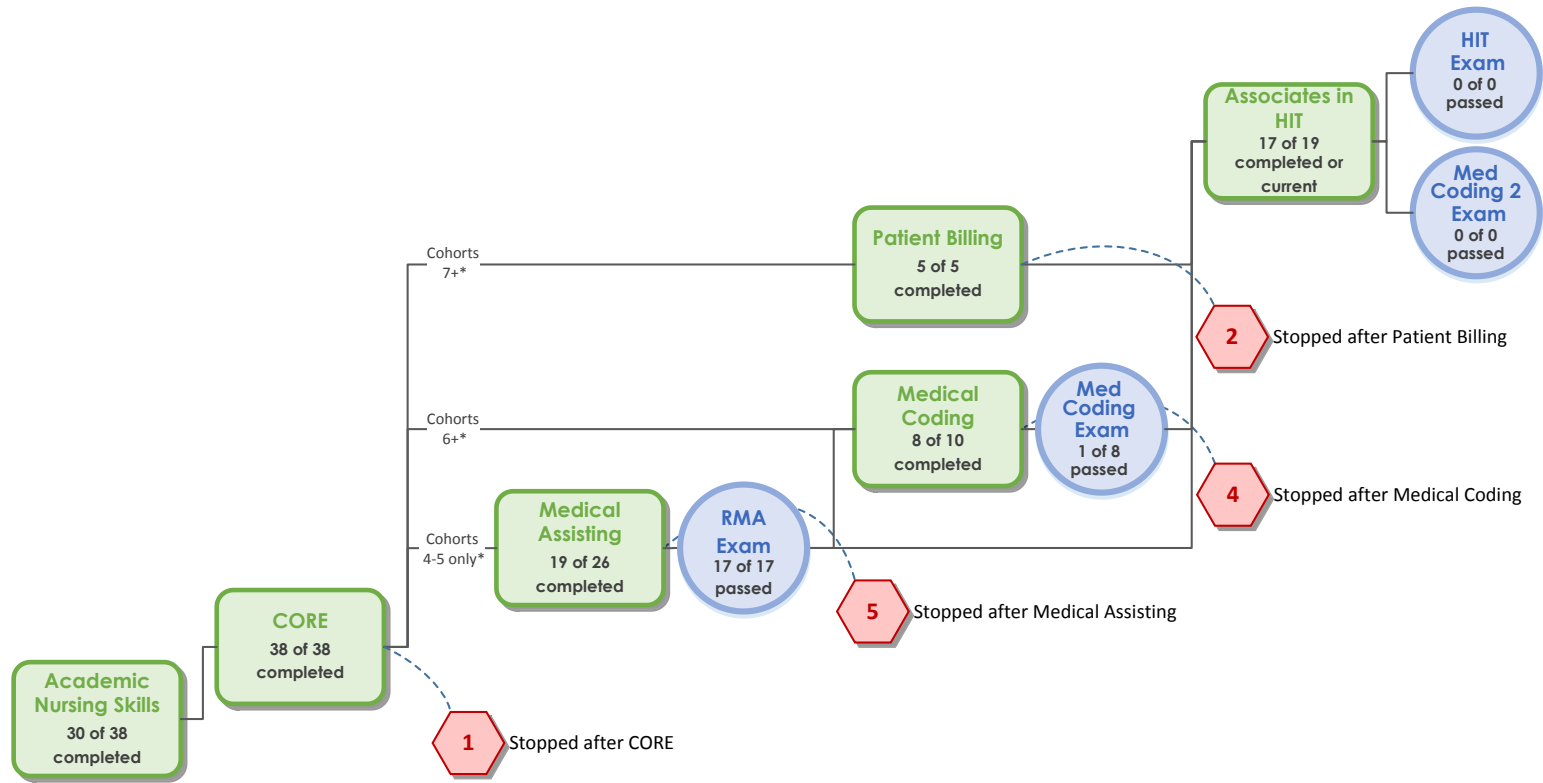 HIT
Exam
0 of 0
passed
Associates in
HIT
17 of 19
completed or
current
Med
Coding 2
Exam
0 of 0
passed
Patient Billing
5 of 5
completed
Cohorts
7+*
2
Stopped after Patient Billing
Medical
Coding
8 of 10
completed
Med
Coding
Exam
1 of 8
passed
Cohorts
6+*
4
Stopped after Medical Coding
Medical
Assisting
19 of 26
completed
RMA
Exam
17 of 17
passed
Cohorts
4-5 only*
5
Stopped after Medical Assisting
CORE
38 of 38
completed
Academic
Nursing Skills
30 of 38
completed
1
Stopped after CORE